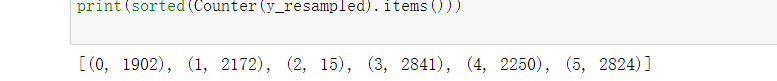 print(sorted(Counter(y_resampled).items()))
[(0, 1902), (1, 2172), (2, 15), (3, 2841), (4, 2250), (5, 2824)]